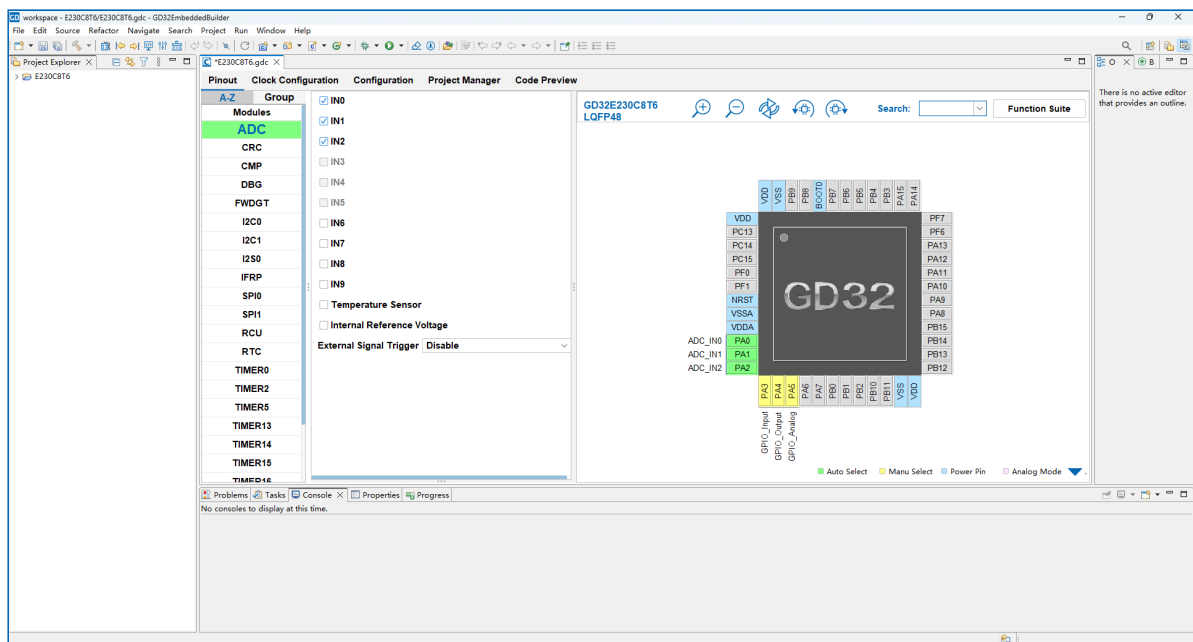 workspace - E230C8T6/E230C8T6.gdc - GD32EmbeddedBuilder
File Edit Source Refactor Navigate Search Project Run Window Help
Project Explorer
E230C8T6
*E230C8T6.gdc
Pinout Clock Configuration Configuration Project Manager Code Preview
A-Z Group
Modules
ADC
CRC
CMP
DBG
FWDGT
I2C0
I2C1
I2S0
IFRP
SPI0
SPI1
RCU
RTC
TIMER0
TIMER2
TIMER5
TIMER13
TIMER14
TIMER15
TIMER16
IN0
IN1
IN2
IN3
IN4
IN5
IN6
IN7
IN8
IN9
Temperature Sensor
Internal Reference Voltage
External Signal Trigger Disable
GD32E230C8T6
LQFP48
Search:
Function Suite
VDD VSS PB9 PB8 BOOT0 PB7 PB6 PB5 PB4 PB3 PA15 PA14
VDD PF7
PC13 PF6
PC14 PA13
PC15 PA12
PF0 PA11
PF1 PA10
NRST PA9
VSSA PA8
VDDA PB15
ADC_IN0 PA0 PB14
ADC_IN1 PA1 PB13
ADC_IN2 PA2 PB12
GD32
PA3 PA4 PA5 PA6 PA7 PB0 PB1 PB2 PB10 PB11 VSS VDD
GPIO_Input GPIO_Output GPIO_Analog
Auto Select Manu Select Power Pin Analog Mode
O B
There is no active editor
that provides an outline.
Problems Tasks Console Properties Progress
No consoles to display at this time.